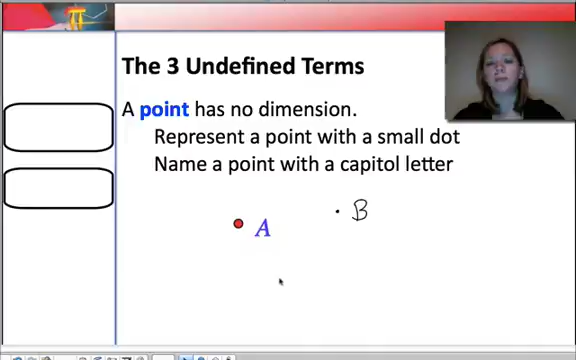 The 3 Undefined Terms
A point has no dimension.
Represent a point with a small dot
Name a point with a capitol letter
A
B